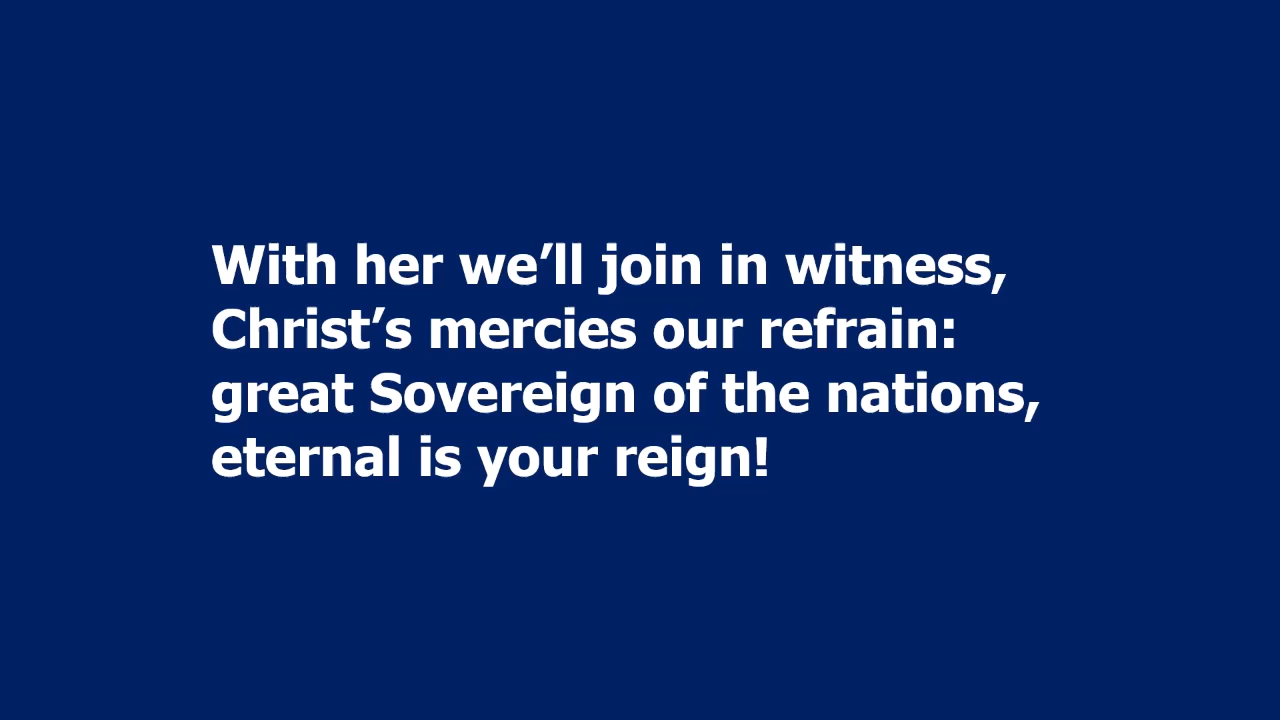 With her we’ll join in witness,
Christ’s mercies our refrain:
great Sovereign of the nations,
eternal is your reign!